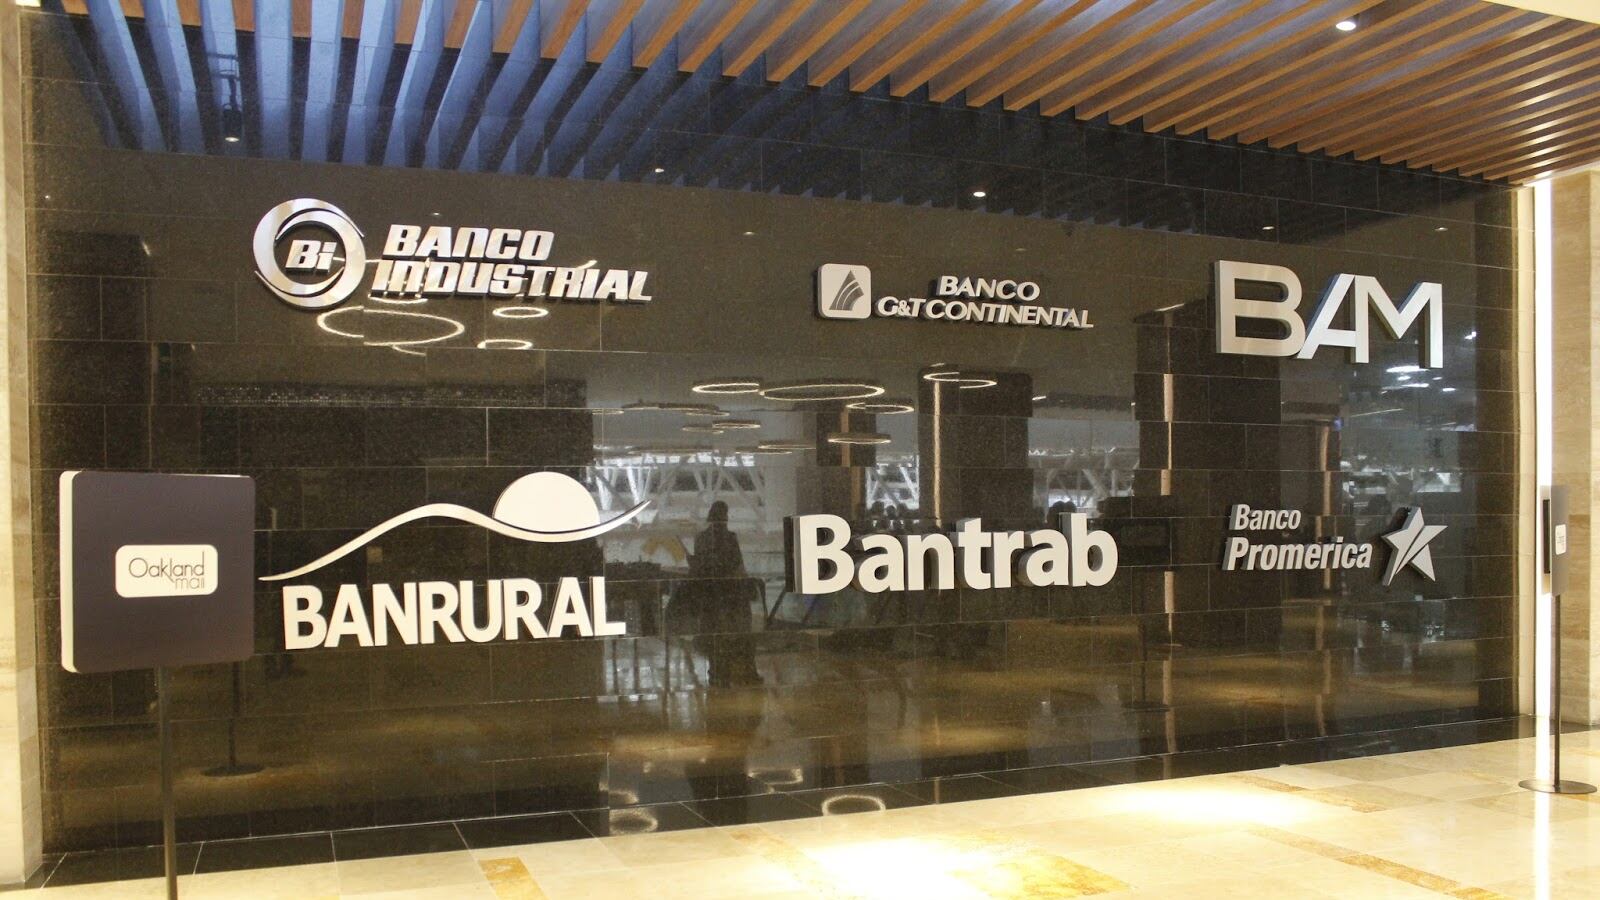 Bi
BANCO
INDUSTRIAL
BANCO
G&T CONTINENTAL
BAM
BANRURAL
Bantrab
Banco
Promerica
Oakland
mall